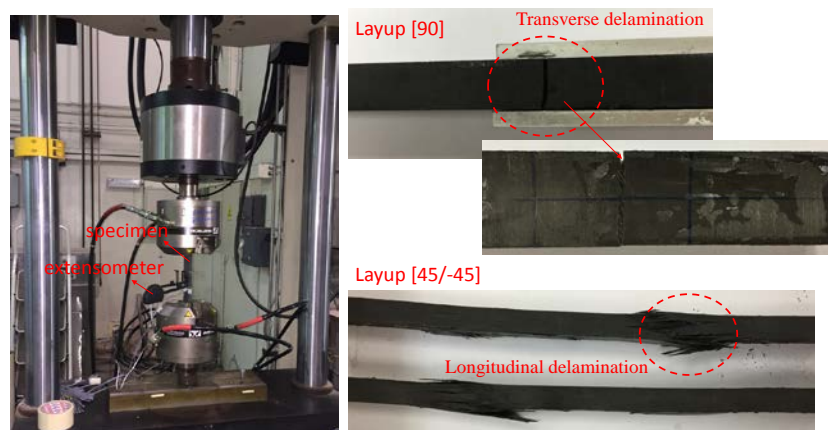 specimen
extensometer
Layup [90]
Transverse delamination
Layup [45/-45]
Longitudinal delamination